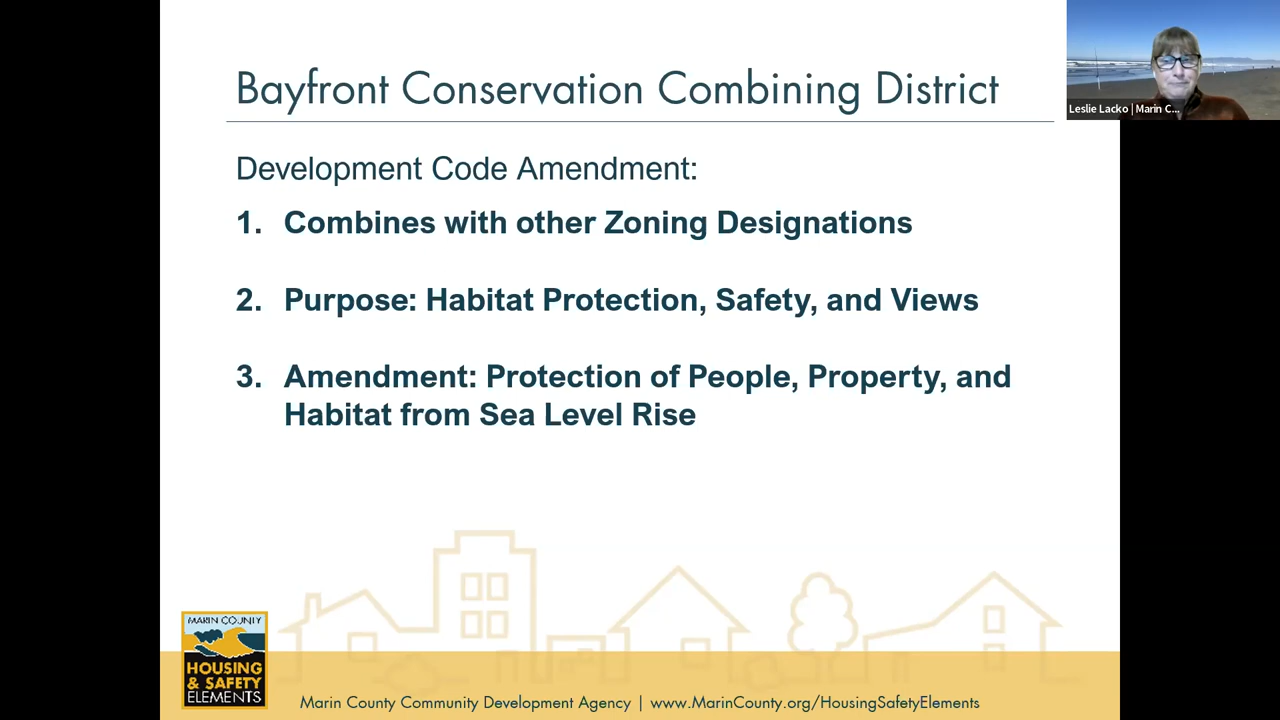 Bayfront Conservation Combining District
Leslie Lacko | Marin C...
Development Code Amendment:
1. Combines with other Zoning Designations
2. Purpose: Habitat Protection, Safety, and Views
3. Amendment: Protection of People, Property, and
Habitat from Sea Level Rise
MARIN COUNTY
HOUSING
& SAFETY
ELEMENTS
Marin County Community Development Agency | www.MarinCounty.org/HousingSafetyElements